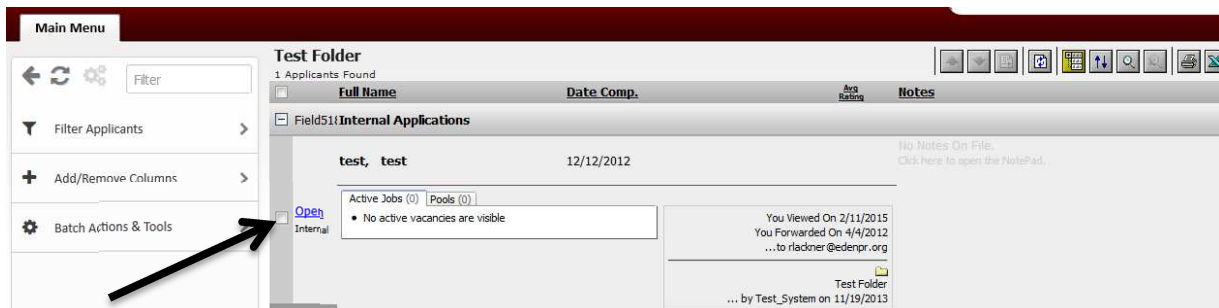 Main Menu
Filter
Filter Applicants
Add/Remove Columns
Batch Actions & Tools
Test Folder
1 Applicants Found
Full Name Date Comp. Avg Rating Notes
Field518 Internal Applications
test, test 12/12/2012
No Notes On File.
Click here to open the NotePad.
Open
Internal
Active Jobs (0) Pools (0)
• No active vacancies are visible
You Viewed On 2/11/2015
You Forwarded On 4/4/2012
...to rlackner@edenpr.org
Test Folder
... by Test_System on 11/19/2013